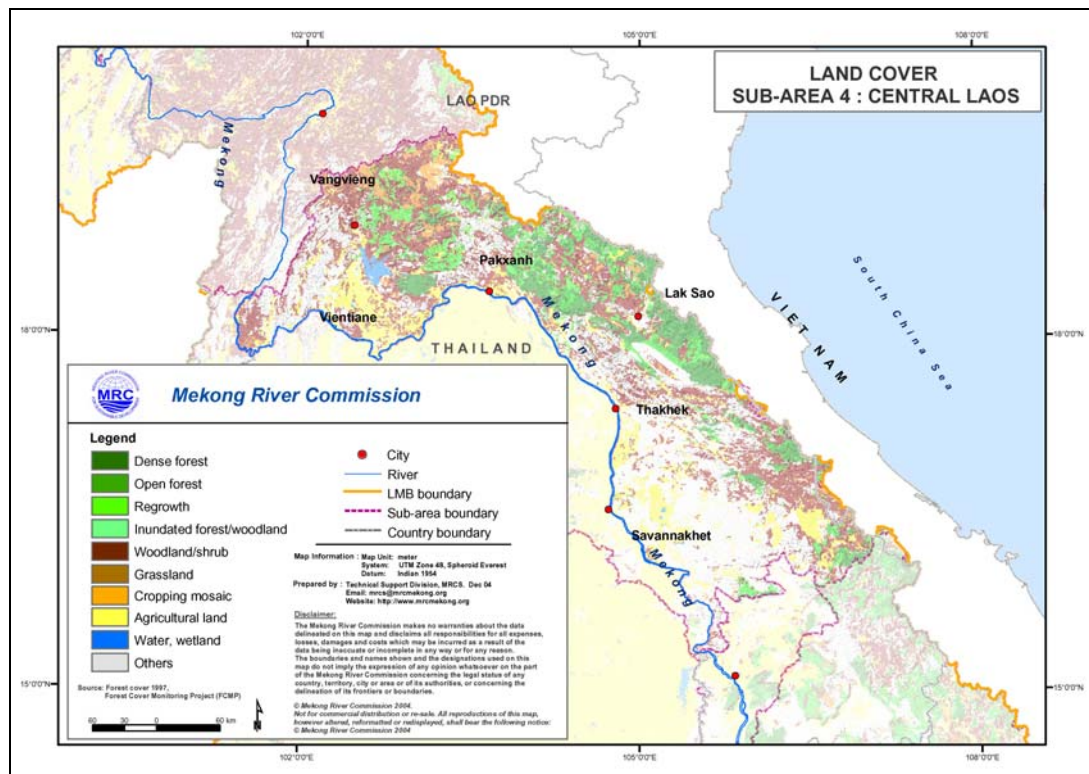 102°0'0"E
105°0'0"E
108°0'0"E
LAND COVER
SUB-AREA 4 : CENTRAL LAOS
LAO PDR
Mekong
Vangvieng
Pakxanh
Lak Sao
Mekong
Vientiane
THAILAND
VIET NAM
South China Sea
18°0'0"N
18°0'0"N
MRC
Mekong River Commission
Thakhek
Savannakhet
Mekong
Legend
Dense forest
Open forest
Regrowth
Inundated forest/woodland
Woodland/shrub
Grassland
Cropping mosaic
Agricultural land
Water, wetland
Others
City
River
LMB boundary
Sub-area boundary
Country boundary
Map Information : Map Unit: meter
System: UTM Zone 48, Spheroid Everest
Datum: Indian 1954
Prepared by : Technical Support Division, MRCS. Dec 04
Email: mrcs@mrcmekong.org
Website: http://www.mrcmekong.org
Disclaimer:
The Mekong River Commission makes no warranties about the data
delineated on this map and disclaims all responsibilities for all expenses,
losses, damages and costs which may be incurred as a result of the
data being inaccuate or incomplete in any way or for any reason.
The boundaries and names shown and the designations used on this
map do not imply the expression of any opinion whatsoever on the part
of the Mekong River Commission concerning the legal status of any
country, territory, city or area or of its authorities, or concerning the
delineation of its frontiers or boundaries.
© Mekong River Commission 2004.
Not for commercial distribution or re-sale. All reproductions of this map,
however altered, reformatted or redisplayed, shall bear the following notice:
© Mekong River Commission 2004
Source: Forest cover 1997,
Forest Cover Monitoring Project (FCMP)
60 30 0 60 km
N
15°0'0"N
15°0'0"N
102°0'0"E
105°0'0"E
108°0'0"E